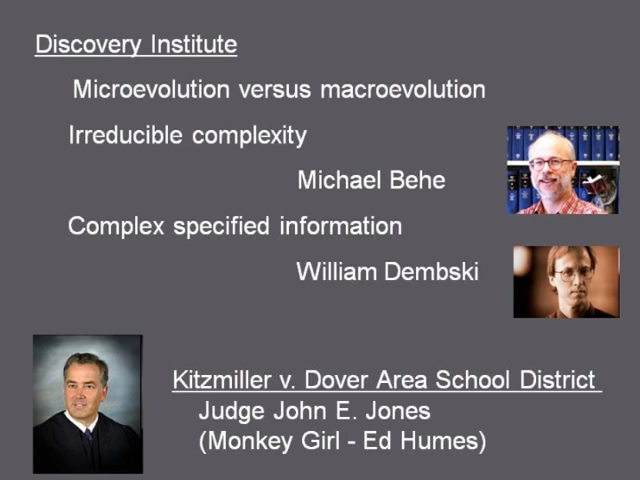 Discovery Institute
Microevolution versus macroevolution
Irreducible complexity
Michael Behe
Complex specified information
William Dembski
Kitzmiller v. Dover Area School District
Judge John E. Jones
(Monkey Girl - Ed Humes)